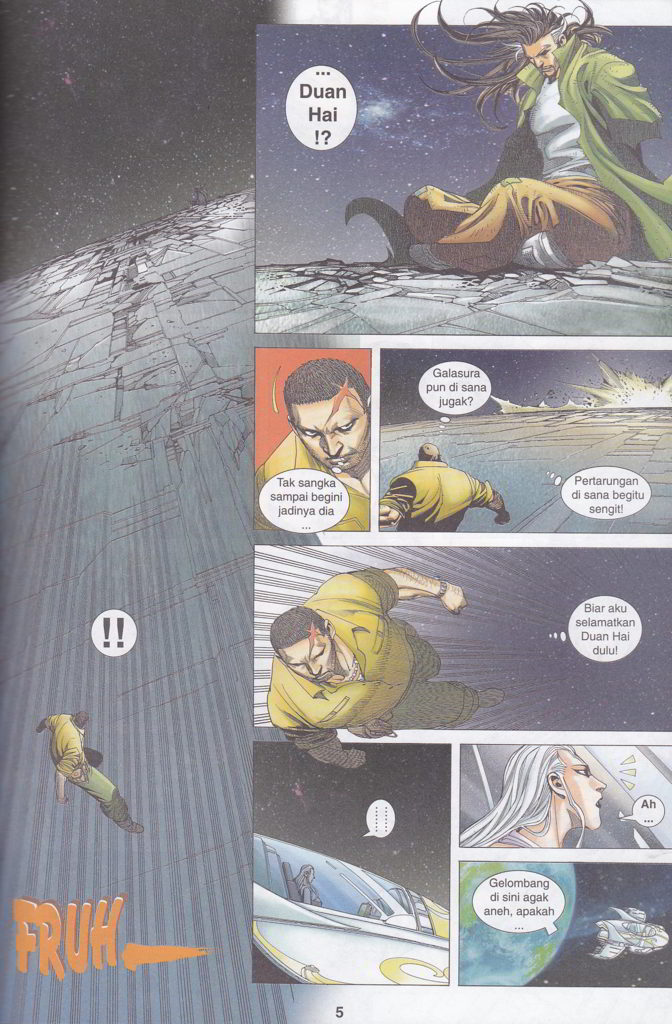 !!
FRUH
...
Duan
Hai
!?
Tak sangka
sampai begini
jadinya dia
...
Galasura
pun di sana
jugak?
Pertarungan
di sana begitu
sengit!
Biar aku
selamatkan
Duan Hai
dulu!
Ah
...
Gelombang
di sini agak
aneh, apakah
...
5